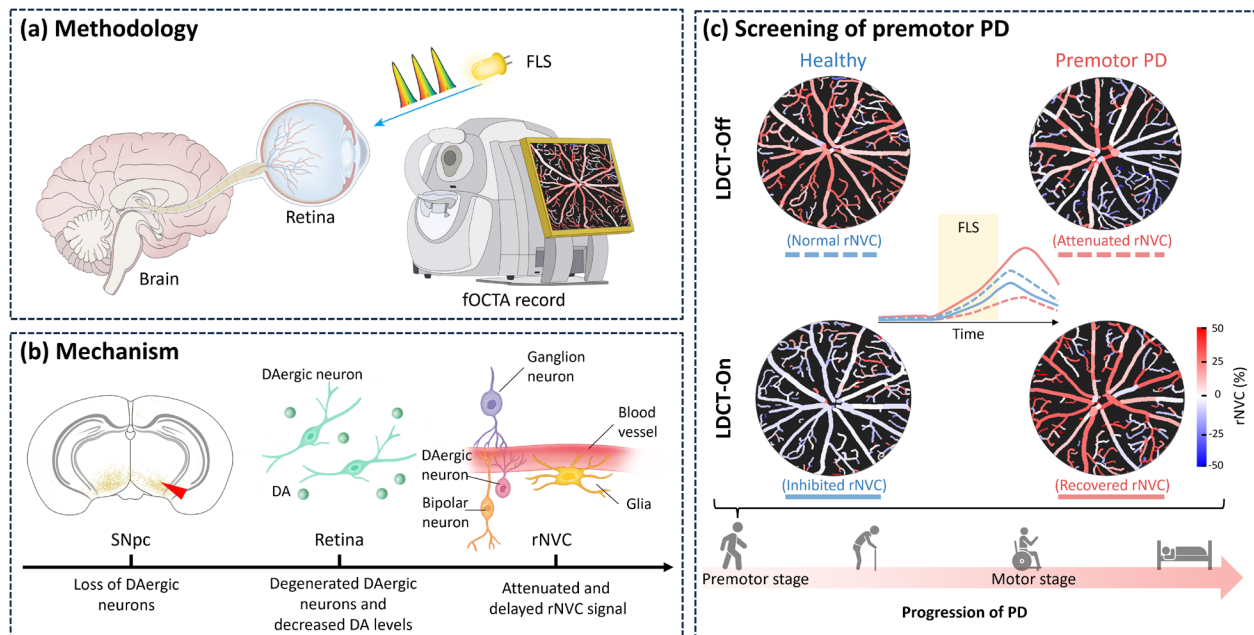 (a) Methodology
FLS
Retina
Brain
fOCTA record
(b) Mechanism
DAergic neuron
DA
Ganglion
neuron
Blood
vessel
DAergic
neuron
Bipolar
neuron
Glia
SNpc
Retina
rNVC
Loss of DAergic
neurons
Degenerated DAergic
neurons and
decreased DA levels
Attenuated and
delayed rNVC signal
(c) Screening of premotor PD
Healthy
Premotor PD
LDCT-Off
(Normal rNVC)
(Attenuated rNVC)
FLS
Time
LDCT-On
(Inhibited rNVC)
(Recovered rNVC)
50
25
0
-25
-50
rNVC (%)
Premotor stage
Motor stage
Progression of PD